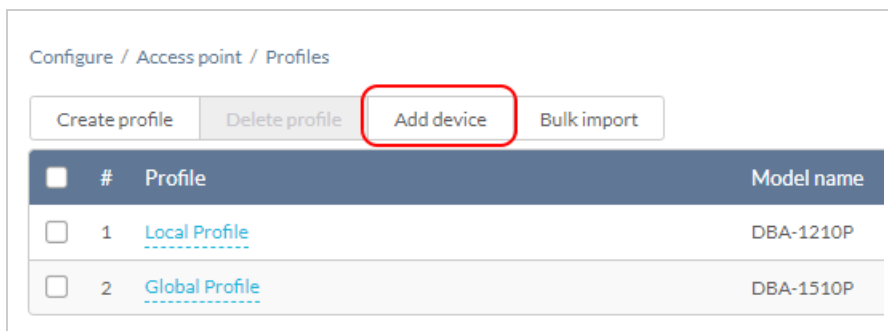 Configure / Access point / Profiles
Create profile Delete profile Add device Bulk import
# Profile Model name
1 Local Profile DBA-1210P
2 Global Profile DBA-1510P